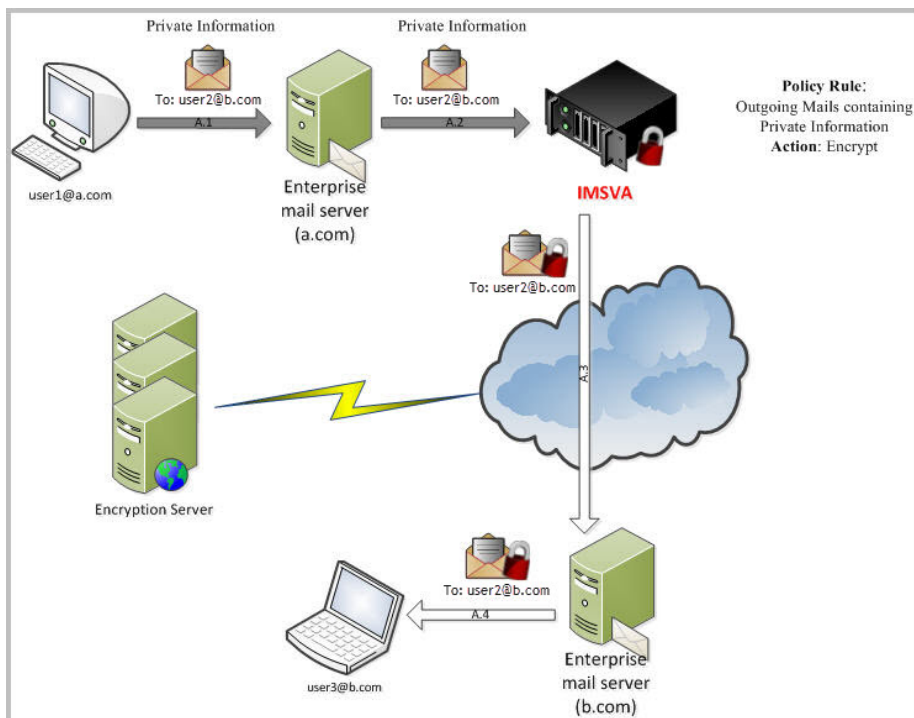 Private Information
Private Information
To: user2@b.com
To: user2@b.com
A.1
A.2
user1@a.com
Enterprise
mail server
(a.com)
IMSVA
Policy Rule:
Outgoing Mails containing
Private Information
Action: Encrypt
To: user2@b.com
A.3
Encryption Server
To: user2@b.com
A.4
user3@b.com
Enterprise
mail server
(b.com)